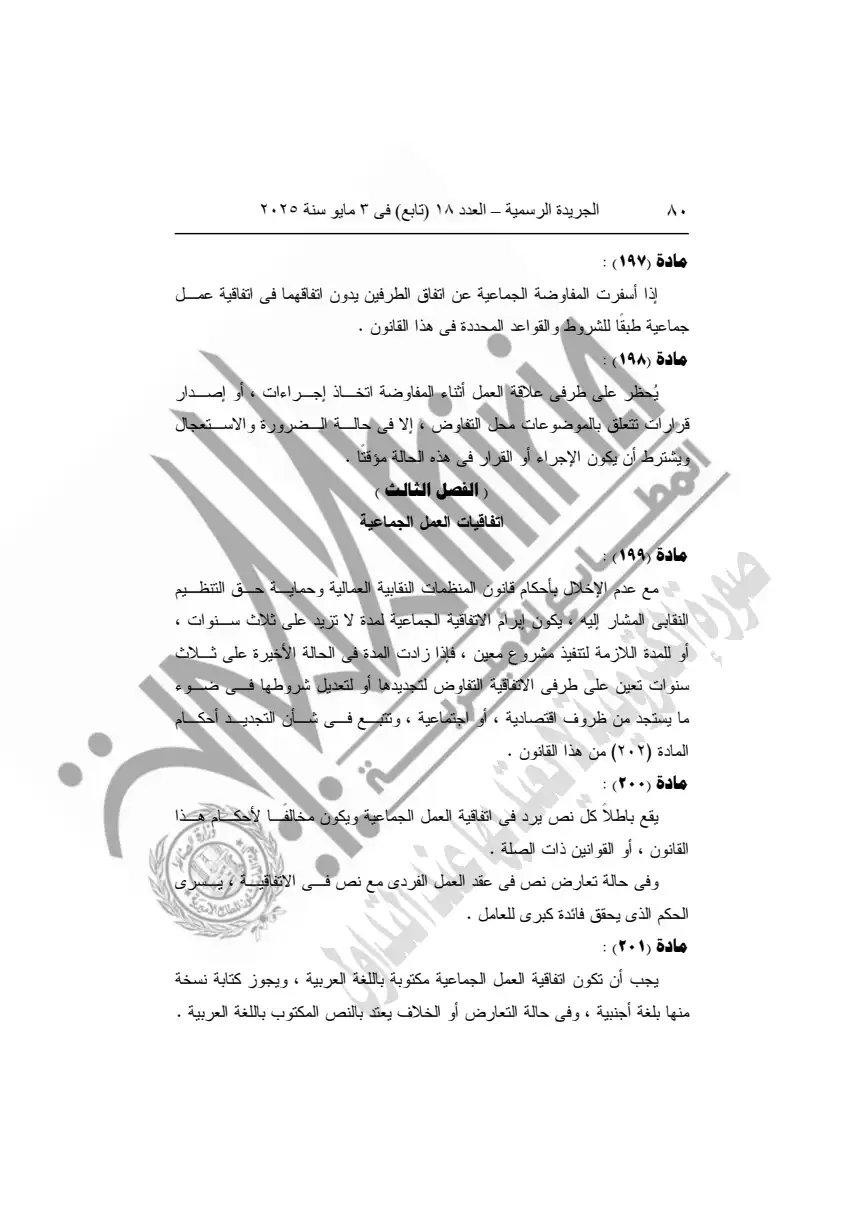 ٨٠ الجريدة الرسمية – العدد ١٨ (تابع) فى ٣ مايو سنة ٢٠٢٥
مادة (١٩٧) :
إذا أسفرت المفاوضة الجماعية عن اتفاق الطرفين يدون اتفاقهما فى اتفاقية عمل
جماعية طبقًا للشروط والقواعد المحددة فى هذا القانون .
مادة (١٩٨) :
يُحظر على طرفى علاقة العمل أثناء المفاوضة اتخاذ إجراءات ، أو إصدار
قرارات تتعلق بالموضوعات محل التفاوض ، إلا فى حالة الضرورة والاستعجال
ويشترط أن يكون الإجراء أو القرار فى هذه الحالة مؤقتًا .
( الفصل الثالث )
اتفاقيات العمل الجماعية
مادة (١٩٩) :
مع عدم الإخلال بأحكام قانون المنظمات النقابية العمالية وحماية حق التنظيم
النقابى المشار إليه ، يكون إبرام الاتفاقية الجماعية لمدة لا تزيد على ثلاث سنوات ،
أو للمدة اللازمة لتنفيذ مشروع معين ، فإذا زادت المدة فى الحالة الأخيرة على ثلاث
سنوات تعين على طرفى الاتفاقية التفاوض لتجديدها أو لتعديل شروطها فى ضوء
ما يستجد من ظروف اقتصادية ، أو اجتماعية ، وتتبع فى شأن التجديد أحكام
المادة (٢٠٢) من هذا القانون .
مادة (٢٠٠) :
يقع باطلاً كل نص يرد فى اتفاقية العمل الجماعية ويكون مخالفًا لأحكام هذا
القانون ، أو القوانين ذات الصلة .
وفى حالة تعارض نص فى عقد العمل الفردى مع نص فى الاتفاقية ، يسرى
الحكم الذى يحقق فائدة كبرى للعامل .
مادة (٢٠١) :
يجب أن تكون اتفاقية العمل الجماعية مكتوبة باللغة العربية ، ويجوز كتابة نسخة
منها بلغة أجنبية ، وفى حالة التعارض أو الخلاف يعتد بالنص المكتوب باللغة العربية .
المطابع الأميرية
صورة إلكترونية لا يعتد بها عند التداول